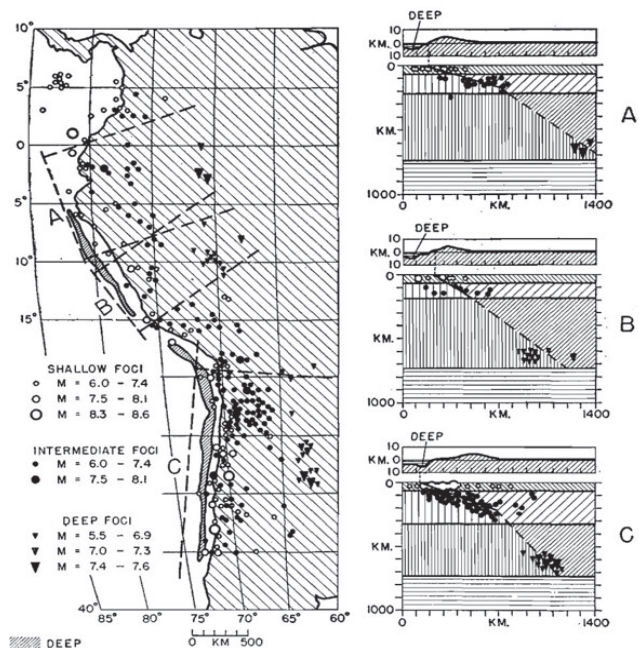 10°
5°
0
5°
10°
15°
40°
85°
80°
75°
70°
65°
60°
A
B
C
SHALLOW FOCI
M = 6.0 - 7.4
M = 7.5 - 8.1
M = 8.3 - 8.6
INTERMEDIATE FOCI
M = 6.0 - 7.4
M = 7.5 - 8.1
DEEP FOCI
M = 5.5 - 6.9
M = 7.0 - 7.3
M = 7.4 - 7.6
DEEP
0 KM 500
DEEP
10
KM. 0
10
0
KM.
1000
0 KM. 1400
A
DEEP
10
KM. 0
10
0
KM.
1000
0 KM. 1400
B
DEEP
10
KM. 0
10
0
KM.
1000
0 KM. 1400
C